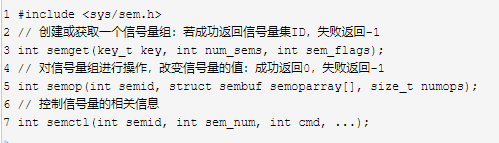 1 #include <sys/sem.h>
2 // 创建或获取一个信号量组：若成功返回信号量集ID，失败返回-1
3 int semget(key_t key, int num_sems, int sem_flags);
4 // 对信号量组进行操作，改变信号量的值：成功返回0，失败返回-1
5 int semop(int semid, struct sembuf semoparray[], size_t numops);
6 // 控制信号量的相关信息
7 int semctl(int semid, int sem_num, int cmd, ...);